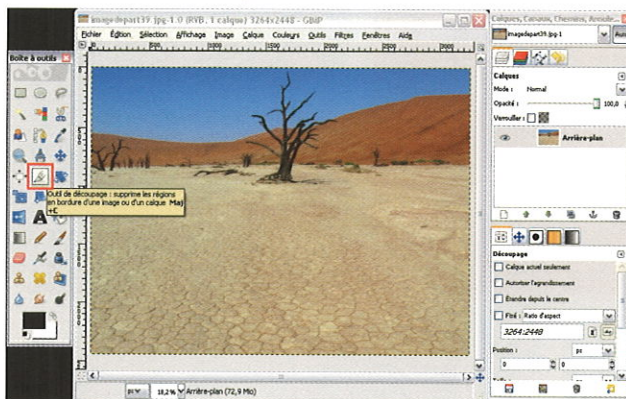 imagedepart39.jpg-1.0 (RVB, 1 calque) 3264x2448 - GIMP
Fichier Édition Sélection Affichage Image Calque Couleurs Outils Filtres Fenêtres Aide
Boîte à outils
Outil de découpage : supprime les régions
en bordure d'une image ou d'un calque Maj
+C
px 18,2% Arrière-plan (72,9 Mo)
Calques, Canaux, Chemins, Annule...
imagedepart39.jpg-1
Calques
Mode : Normal
Opacité : 100,0
Verrouiller :
Arrière-plan
Découpage
Calque actuel seulement
Autoriser l'agrandissement
Étendre depuis le centre
Fixé : Ratio d'aspect
3264:2448
Position : px
0 0